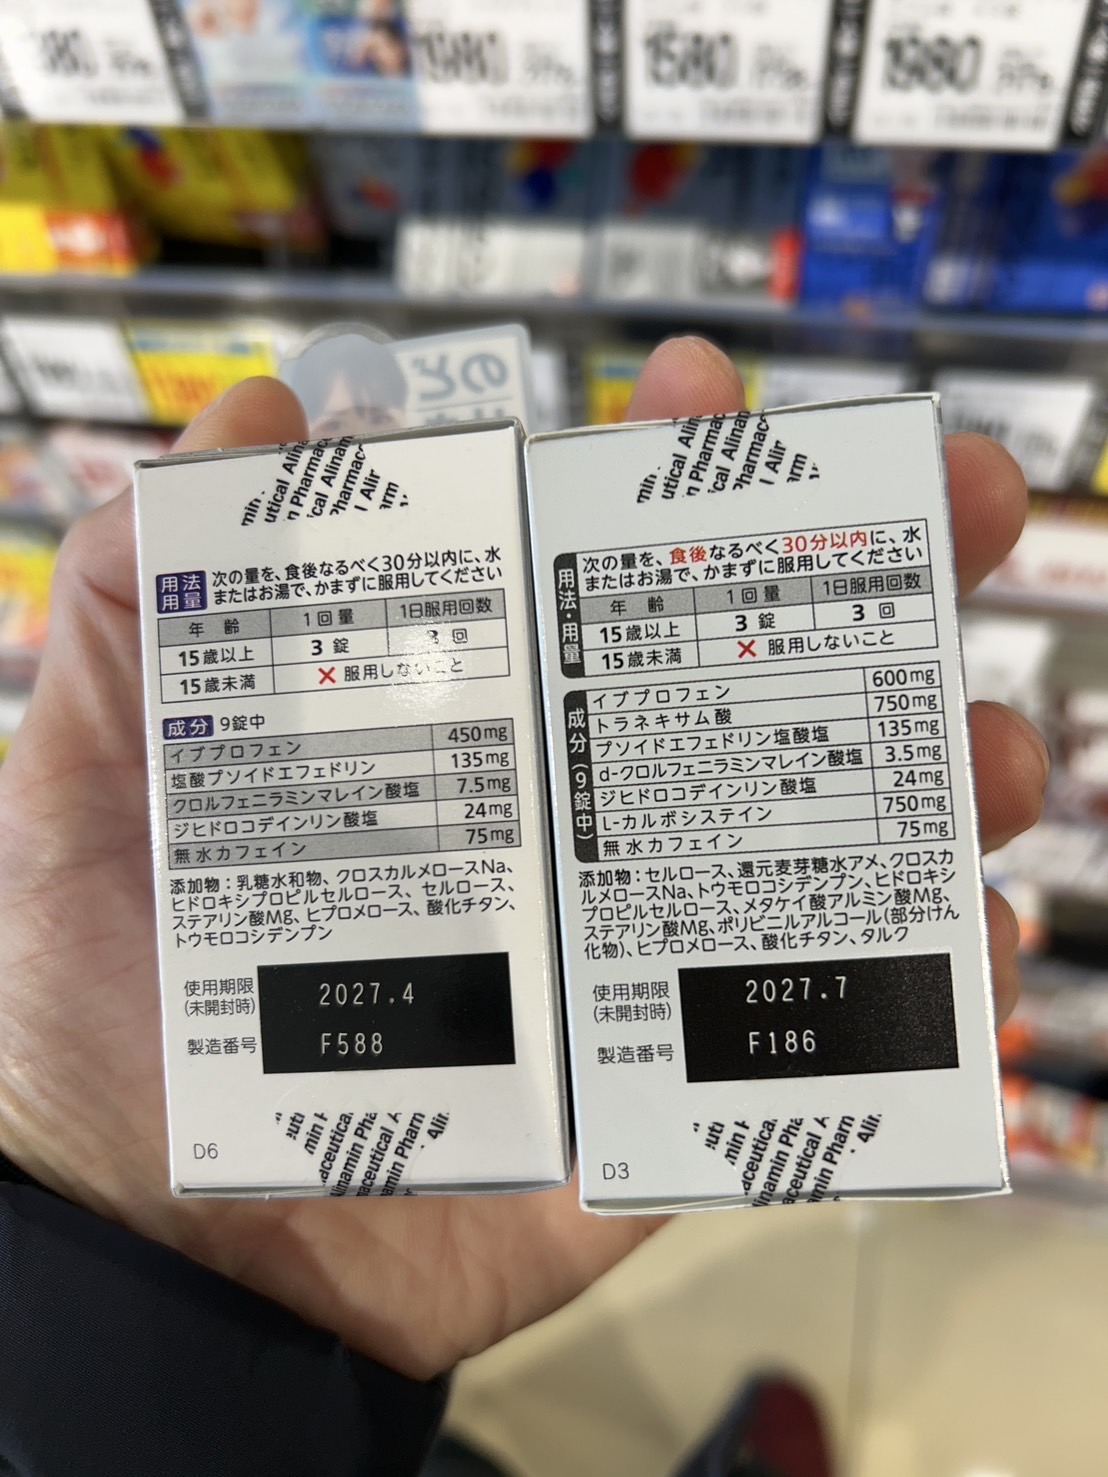 1980
1580
1980
用法
用量
次の量を、食後なるべく30分以内に、水
またはお湯で、かまずに服用してください
年 齢 1回量 1日服用回数
15歳以上 3錠 3回
15歳未満 ×服用しないこと
成分 9錠中
イブプロフェン 450mg
塩酸プソイドエフェドリン 135mg
クロルフェニラミンマレイン酸塩 7.5mg
ジヒドロコデインリン酸塩 24mg
無水カフェイン 75mg
添加物：乳糖水和物、クロスカルメロースNa、
ヒドロキシプロピルセルロース、セルロース、
ステアリン酸Mg、ヒプロメロース、酸化チタン、
トウモロコシデンプン
使用期限
(未開封時)
2027.4
製造番号
F588
D6
用法・用量
次の量を、食後なるべく30分以内に、水
またはお湯で、かまずに服用してください
年 齢 1回量 1日服用回数
15歳以上 3錠 3回
15歳未満 ×服用しないこと
成分(9錠中)
イブプロフェン 600mg
トラネキサム酸 750mg
プソイドエフェドリン塩酸塩 135mg
d-クロルフェニラミンマレイン酸塩 3.5mg
ジヒドロコデインリン酸塩 24mg
L-カルボシステイン 750mg
無水カフェイン 75mg
添加物：セルロース、還元麦芽糖水アメ、クロスカ
ルメロースNa、トウモロコシデンプン、ヒドロキシ
プロピルセルロース、メタケイ酸アルミン酸Mg、
ステアリン酸Mg、ポリビニルアルコール(部分けん
化物)、ヒプロメロース、酸化チタン、タルク
使用期限
(未開封時)
2027.7
製造番号
F186
D3